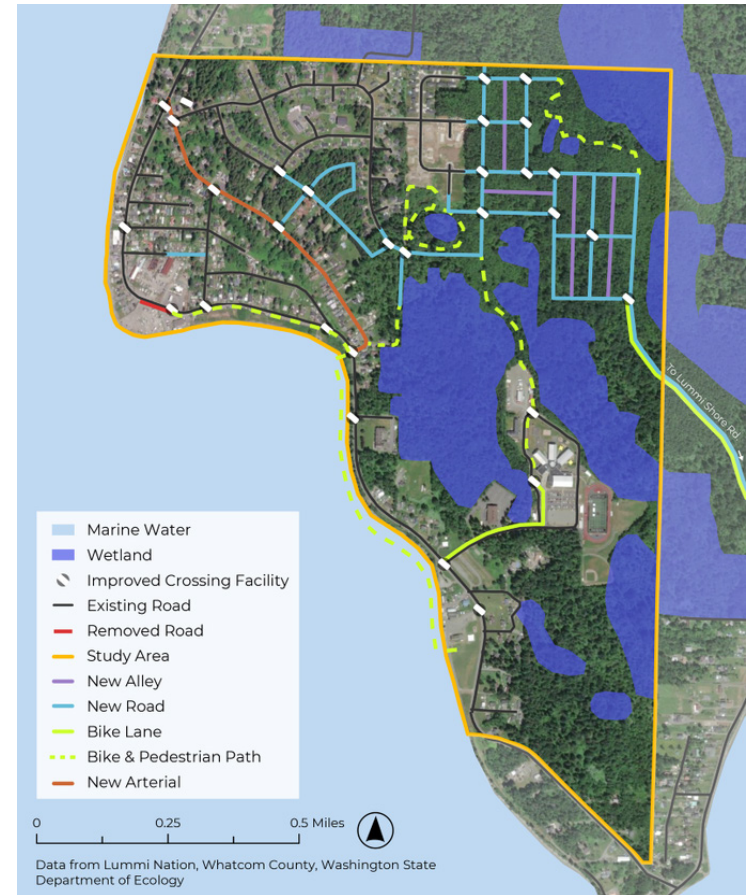 To Lummi Shore Rd
Marine Water
Wetland
Improved Crossing Facility
Existing Road
Removed Road
Study Area
New Alley
New Road
Bike Lane
Bike & Pedestrian Path
New Arterial
0 0.25 0.5 Miles
Data from Lummi Nation, Whatcom County, Washington State
Department of Ecology